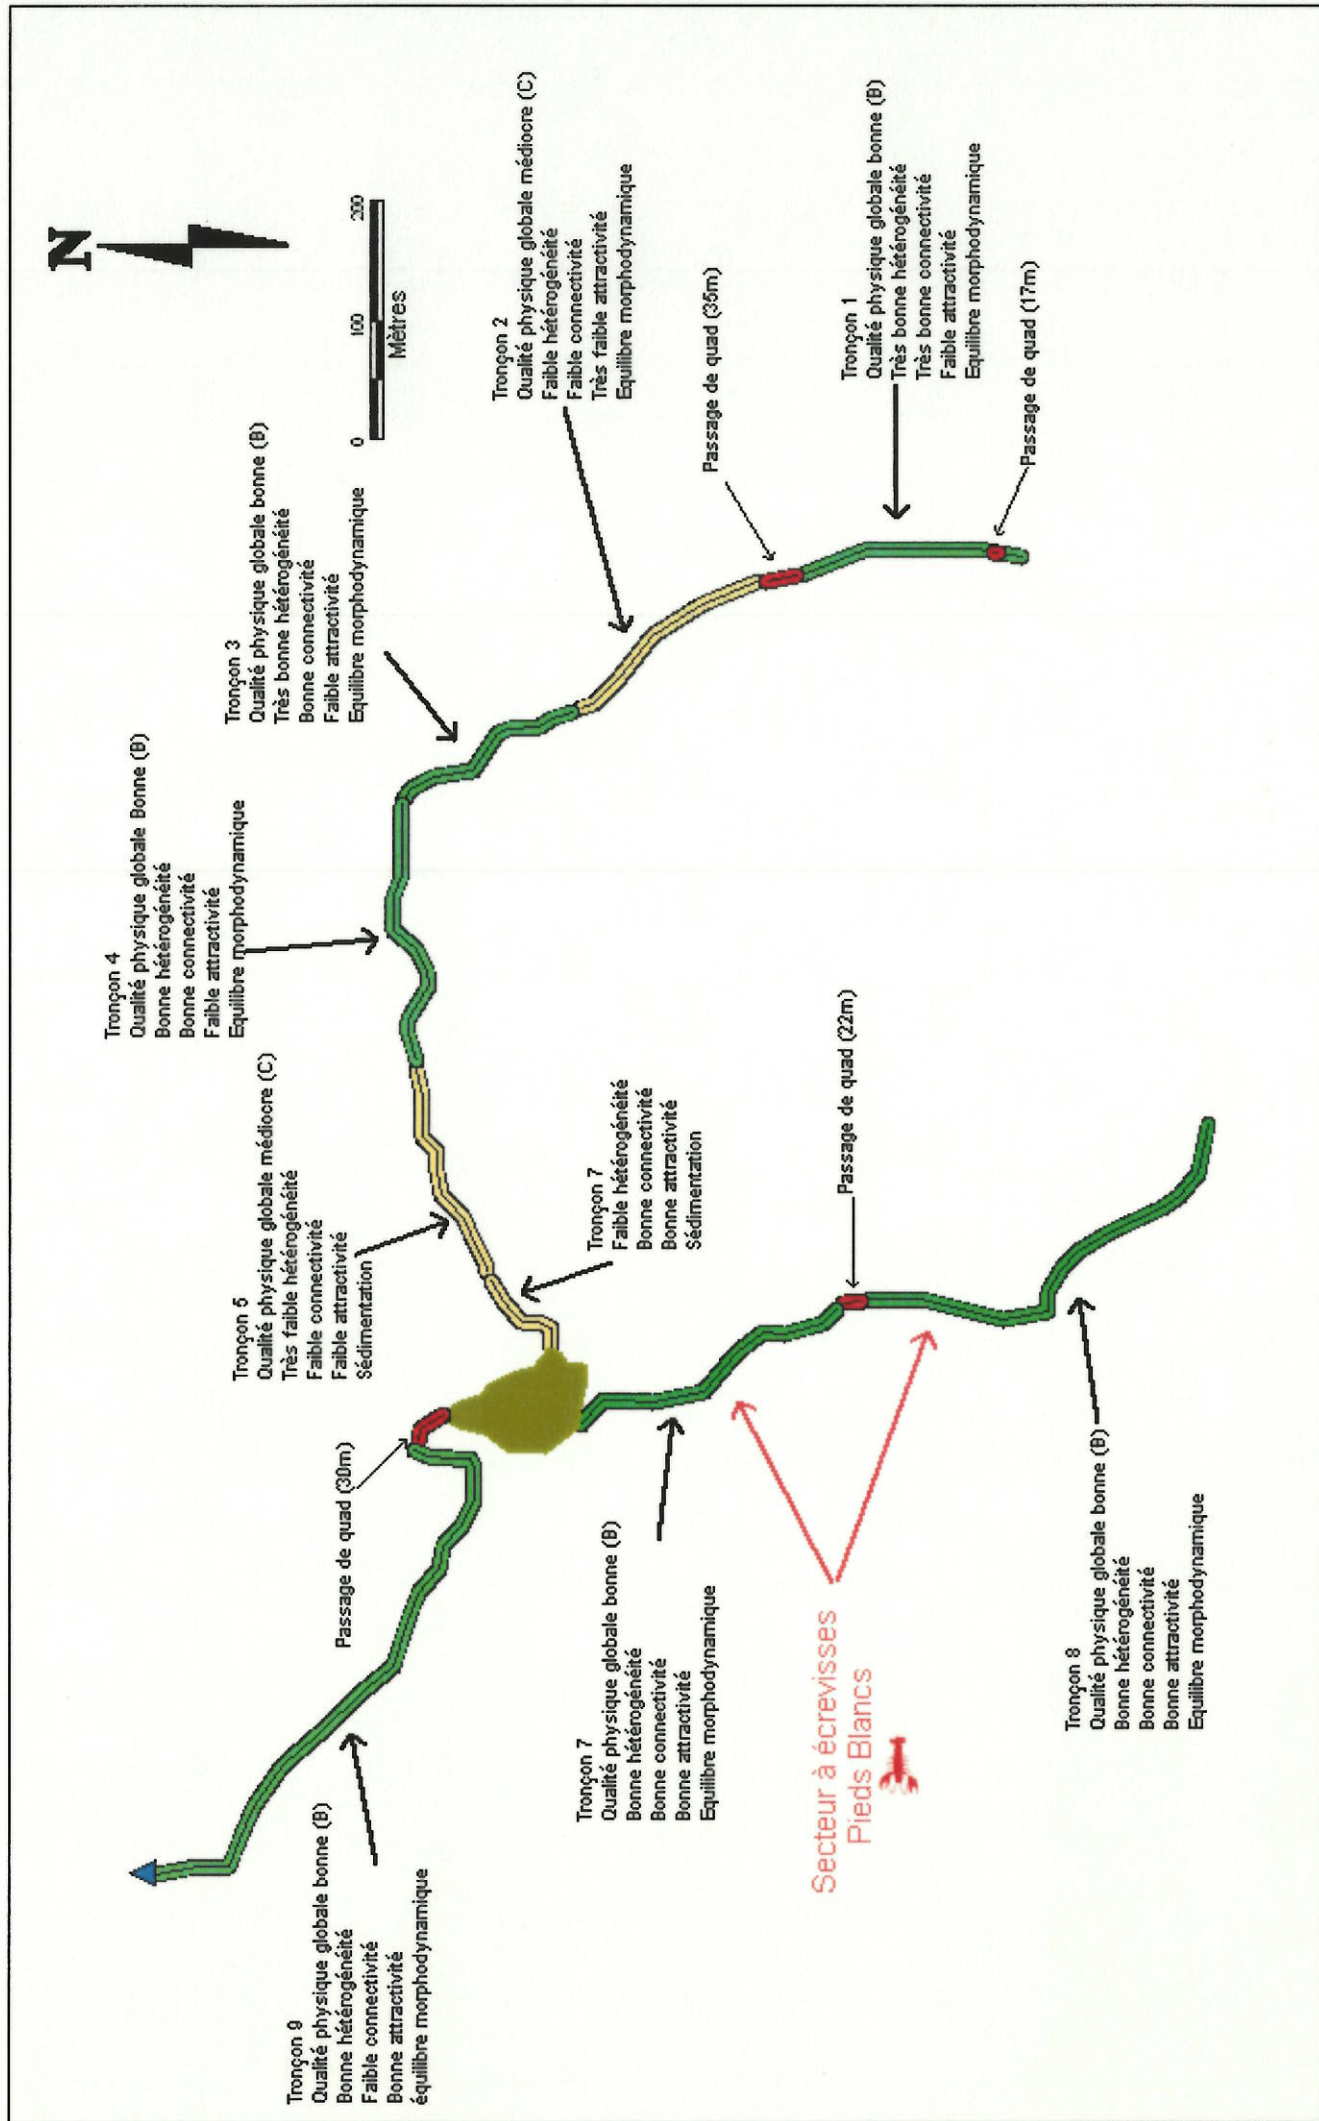 N
0 100 200
Mètres
Tronçon 9
Qualité physique globale bonne (B)
Bonne hétérogénéité
Faible connectivité
Bonne attractivité
équilibre morphodynamique
Passage de quad (30m)
Tronçon 5
Qualité physique globale médiocre (C)
Très faible hétérogénéité
Faible connectivité
Faible attractivité
Sédimentation
Tronçon 4
Qualité physique globale Bonne (B)
Bonne hétérogénéité
Bonne connectivité
Faible attractivité
Equilibre morphodynamique
Tronçon 3
Qualité physique globale bonne (B)
Très bonne hétérogénéité
Bonne connectivité
Faible attractivité
Equilibre morphodynamique
Tronçon 2
Qualité physique globale médiocre (C)
Faible hétérogénéité
Faible connectivité
Très faible attractivité
Equilibre morphodynamique
Passage de quad (35m)
Tronçon 1
Qualité physique globale bonne (B)
Très bonne hétérogénéité
Très bonne connectivité
Faible attractivité
Equilibre morphodynamique
Passage de quad (17m)
Tronçon 7
Faible hétérogénéité
Bonne connectivité
Bonne attractivité
Sédimentation
Passage de quad (22m)
Tronçon 7
Qualité physique globale bonne (B)
Bonne hétérogénéité
Bonne connectivité
Bonne attractivité
Equilibre morphodynamique
Secteur à écrevisses
Pieds Blancs
Tronçon 8
Qualité physique globale bonne (B)
Bonne hétérogénéité
Bonne connectivité
Bonne attractivité
Equilibre morphodynamique